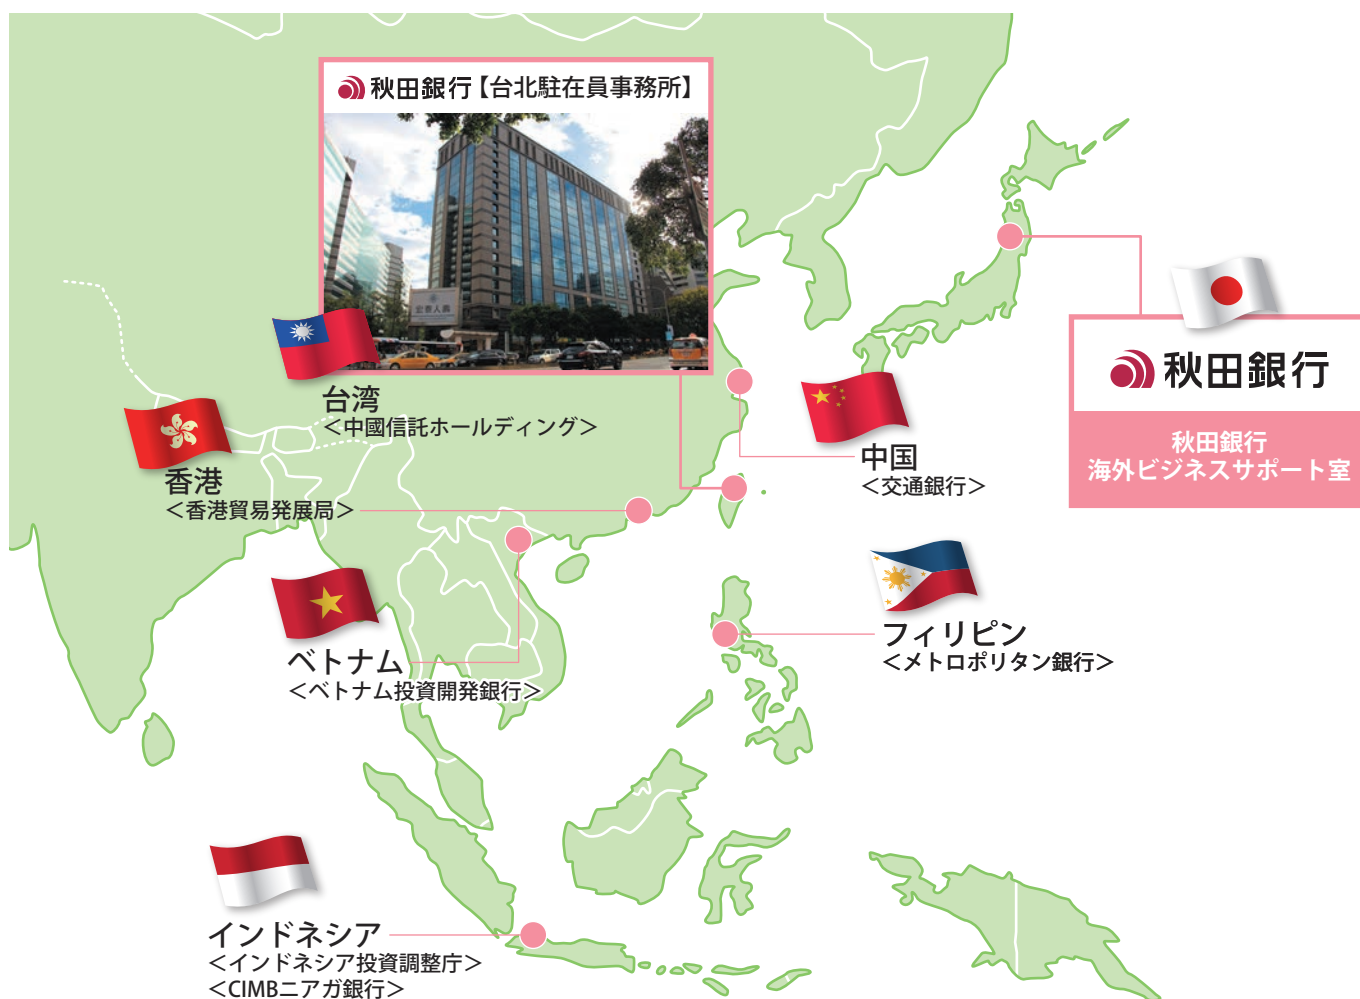 秋田銀行【台北駐在員事務所】
宏泰人壽
台湾
＜中國信託ホールディング＞
香港
＜香港貿易発展局＞
中国
＜交通銀行＞
秋田銀行
秋田銀行
海外ビジネスサポート室
ベトナム
＜ベトナム投資開発銀行＞
フィリピン
＜メトロポリタン銀行＞
インドネシア
＜インドネシア投資調整庁＞
＜CIMBニアガ銀行＞